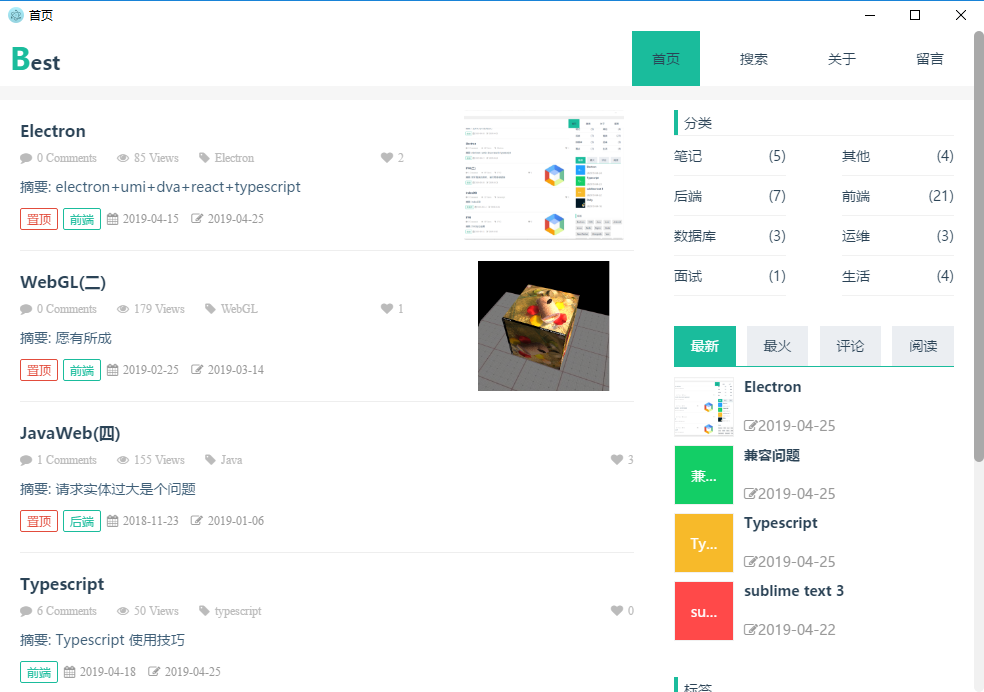 首页
Best
首页 搜索 关于 留言
Electron
0 Comments 85 Views Electron 2
摘要: electron+umi+dva+react+typescript
置顶 前端 2019-04-15 2019-04-25
WebGL(二)
0 Comments 179 Views WebGL 1
摘要: 愿有所成
置顶 前端 2019-02-25 2019-03-14
JavaWeb(四)
1 Comments 155 Views Java 3
摘要: 请求实体过大是个问题
置顶 后端 2018-11-23 2019-01-06
Typescript
6 Comments 50 Views typescript 0
摘要: Typescript 使用技巧
前端 2019-04-18 2019-04-25
分类
笔记 (5) 其他 (4)
后端 (7) 前端 (21)
数据库 (3) 运维 (3)
面试 (1) 生活 (4)
最新 最火 评论 阅读
Electron
2019-04-25
兼...
兼容问题
2019-04-25
Ty...
Typescript
2019-04-25
su...
sublime text 3
2019-04-22
标签